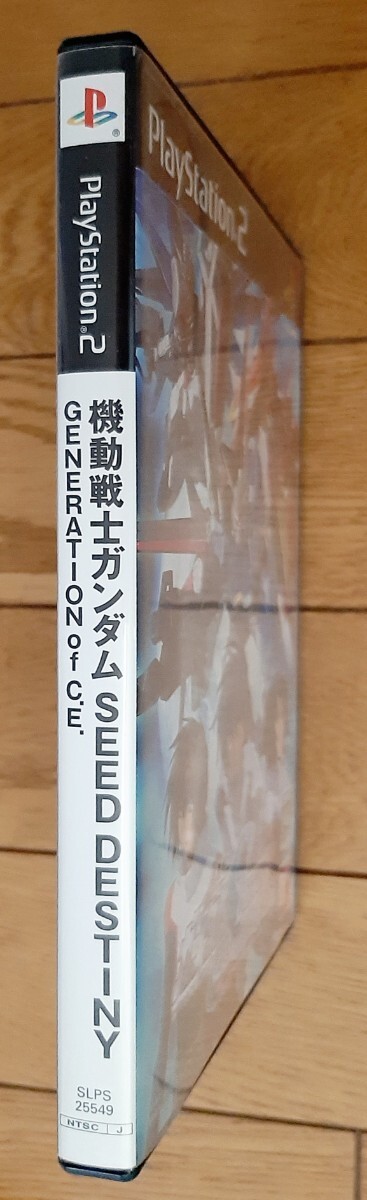 PlayStation®2
機動戦士ガンダム SEED DESTINY
GENERATION of C.E.
SLPS
25549
NTSC J
PlayStation®2